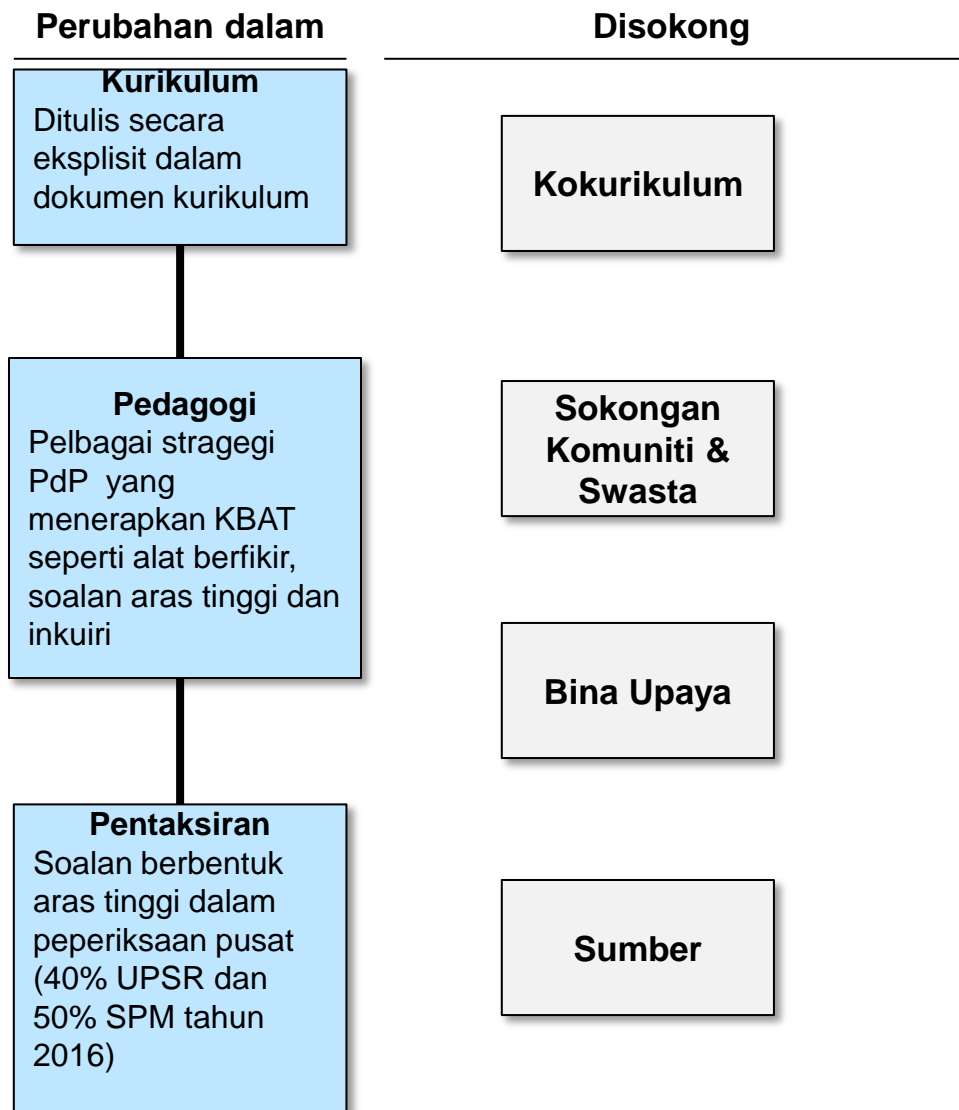 Perubahan dalam
Disokong
Kurikulum
Ditulis secara
eksplisit dalam
dokumen kurikulum
Kokurikulum
Pedagogi
Pelbagai stragegi
PdP yang
menerapkan KBAT
seperti alat berfikir,
soalan aras tinggi dan
inkuiri
Sokongan
Komuniti &
Swasta
Bina Upaya
Pentaksiran
Soalan berbentuk
aras tinggi dalam
peperiksaan pusat
(40% UPSR dan
50% SPM tahun
2016)
Sumber